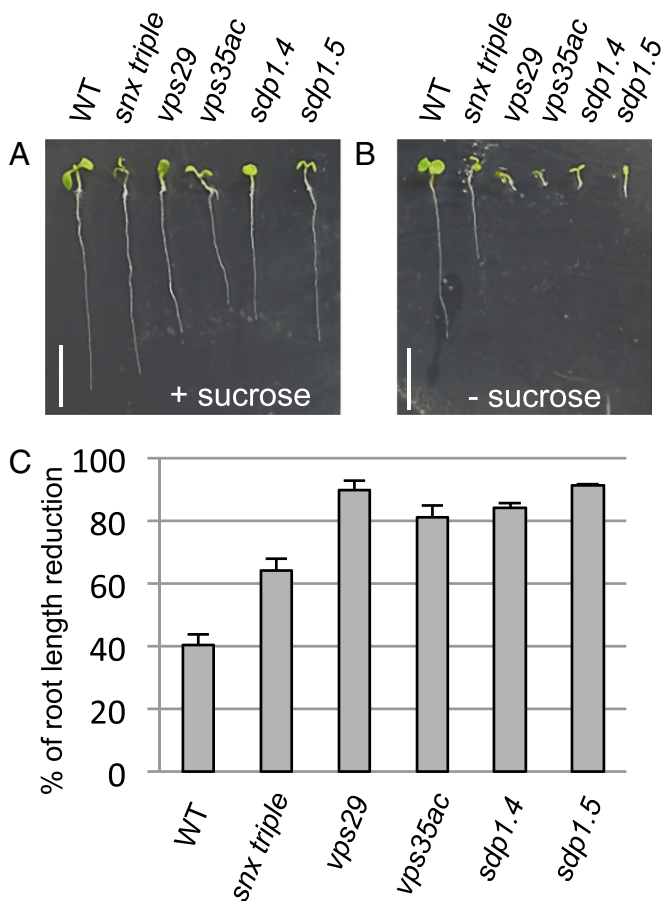 WT snx triple vps29 vps35ac sdp1.4 sdp1.5
A
+ sucrose
WT snx triple vps29 vps35ac sdp1.4 sdp1.5
B
- sucrose
C
% of root length reduction
100
80
60
40
20
0
WT snx triple vps29 vps35ac sdp1.4 sdp1.5